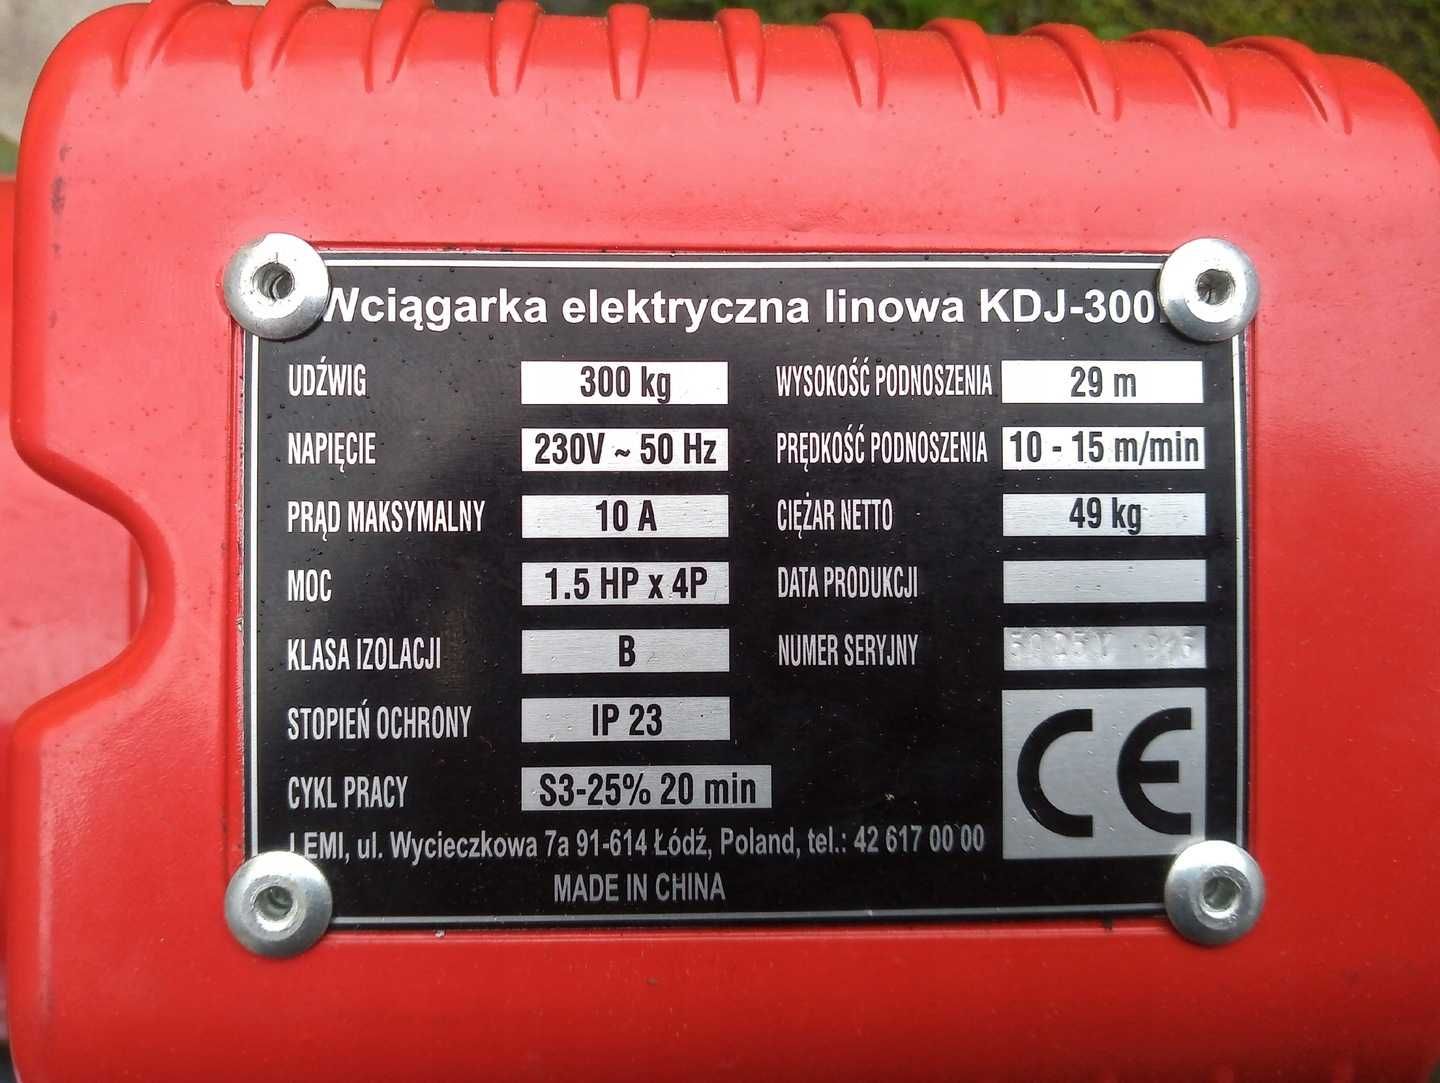 Wciągarka elektryczna linowa KDJ-300
UDŹWIG 300 kg
NAPIĘCIE 230V ~ 50 Hz
PRĄD MAKSYMALNY 10 A
MOC 1.5 HP x 4P
KLASA IZOLACJI B
STOPIEŃ OCHRONY IP 23
CYKL PRACY S3-25% 20 min
WYSOKOŚĆ PODNOSZENIA 29 m
PRĘDKOŚĆ PODNOSZENIA 10 - 15 m/min
CIĘŻAR NETTO 49 kg
DATA PRODUKCJI
NUMER SERYJNY
CE
LEMI, ul. Wycieczkowa 7a 91-614 Łódź, Poland, tel.: 42 617 00 00
MADE IN CHINA